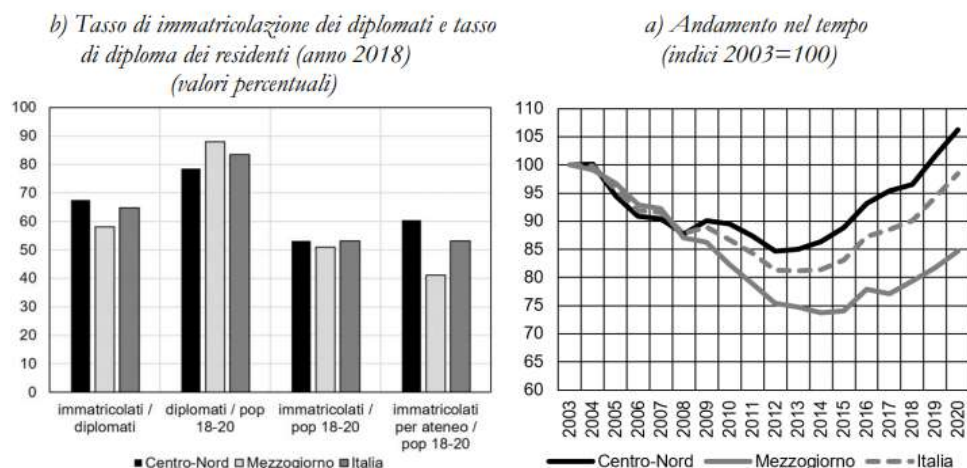 b) Tasso di immatricolazione dei diplomati e tasso
di diploma dei residenti (anno 2018)
(valori percentuali)
100
90
80
70
60
50
40
30
20
10
0
immatricolati /
diplomati
diplomati / pop
18-20
immatricolati /
pop 18-20
immatricolati
per ateneo /
pop 18-20
Centro-Nord Mezzogiorno Italia
a) Andamento nel tempo
(indici 2003=100)
110
105
100
95
90
85
80
75
70
65
60
2003
2004
2005
2006
2007
2008
2009
2010
2011
2012
2013
2014
2015
2016
2017
2018
2019
2020
Centro-Nord Mezzogiorno Italia